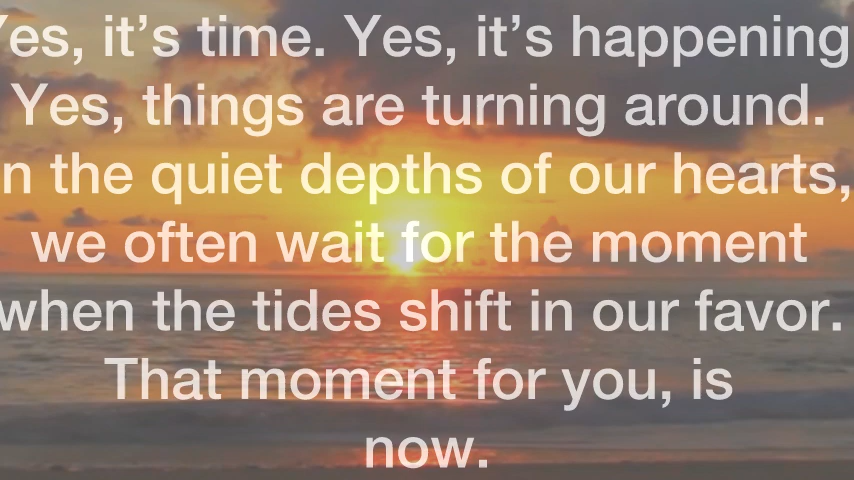 Yes, it’s time. Yes, it’s happening
Yes, things are turning around.
n the quiet depths of our hearts,
we often wait for the moment
when the tides shift in our favor.
That moment for you, is
now.